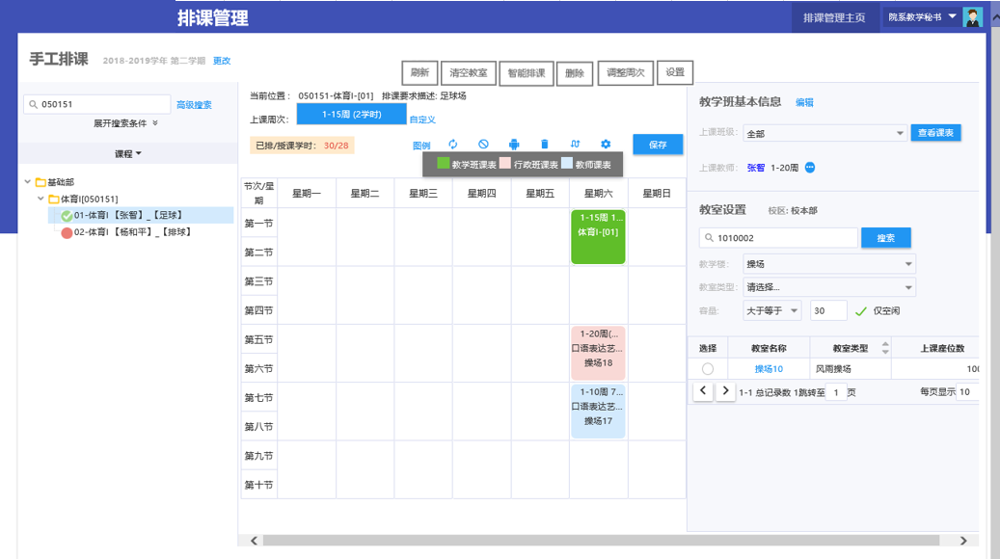 排课管理
排课管理主页 院系教学秘书
手工排课 2018-2019学年 第二学期 更改
刷新 清空教室 智能排课 删除 调整周次 设置
050151 高级搜索
展开搜索条件
课程
基础部
体育Ⅰ[050151]
01-体育Ⅰ 【张智】_【足球】
02-体育Ⅰ 【杨和平】_【排球】
当前位置： 050151-体育Ⅰ-[01] 排课要求描述: 足球场
上课周次: 1-15周 (2学时) 自定义
已排/授课学时: 30/28 图例 保存
教学班课表 行政班课表 教师课表
节次/星期 星期一 星期二 星期三 星期四 星期五 星期六 星期日
第一节
第二节
第三节
第四节
第五节
第六节
第七节
第八节
第九节
第十节
1-15周 1...
体育Ⅰ-[01]
1-20周(...
口语表达艺...
操场18
1-10周 7...
口语表达艺...
操场17
教学班基本信息 编辑
上课班级: 全部 查看课表
上课教师: 张智 1-20周
教室设置 校区: 校本部
1010002 搜索
教学楼: 操场
教室类型: 请选择...
容量: 大于等于 30 仅空闲
选择 教室名称 教室类型 上课座位数
操场10 风雨操场 100
1-1 总记录数 1跳转至 1 页 每页显示 10